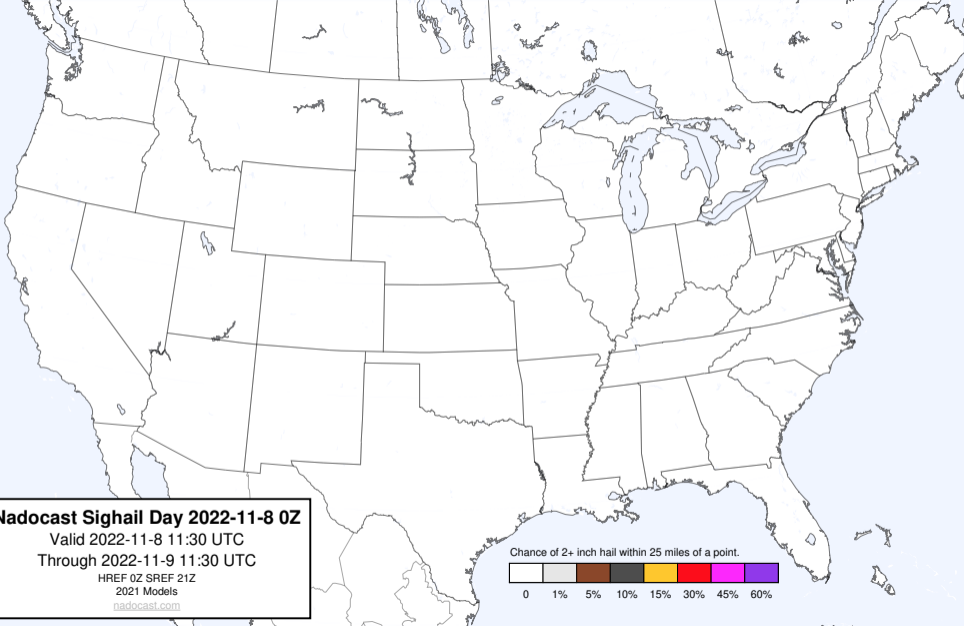 Nadocast Sighail Day 2022-11-8 0Z
Valid 2022-11-8 11:30 UTC
Through 2022-11-9 11:30 UTC
HREF 0Z SREF 21Z
2021 Models
nadocast.com
Chance of 2+ inch hail within 25 miles of a point.
0 1% 5% 10% 15% 30% 45% 60%